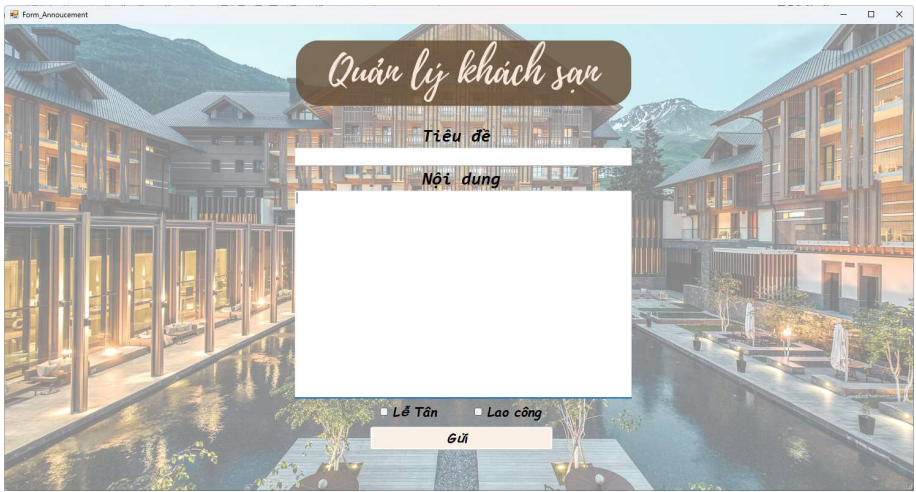 Form_Annoucement
Quản lý khách sạn
Tiêu đề
Nội dung
Lễ Tân
Lao công
Gửi